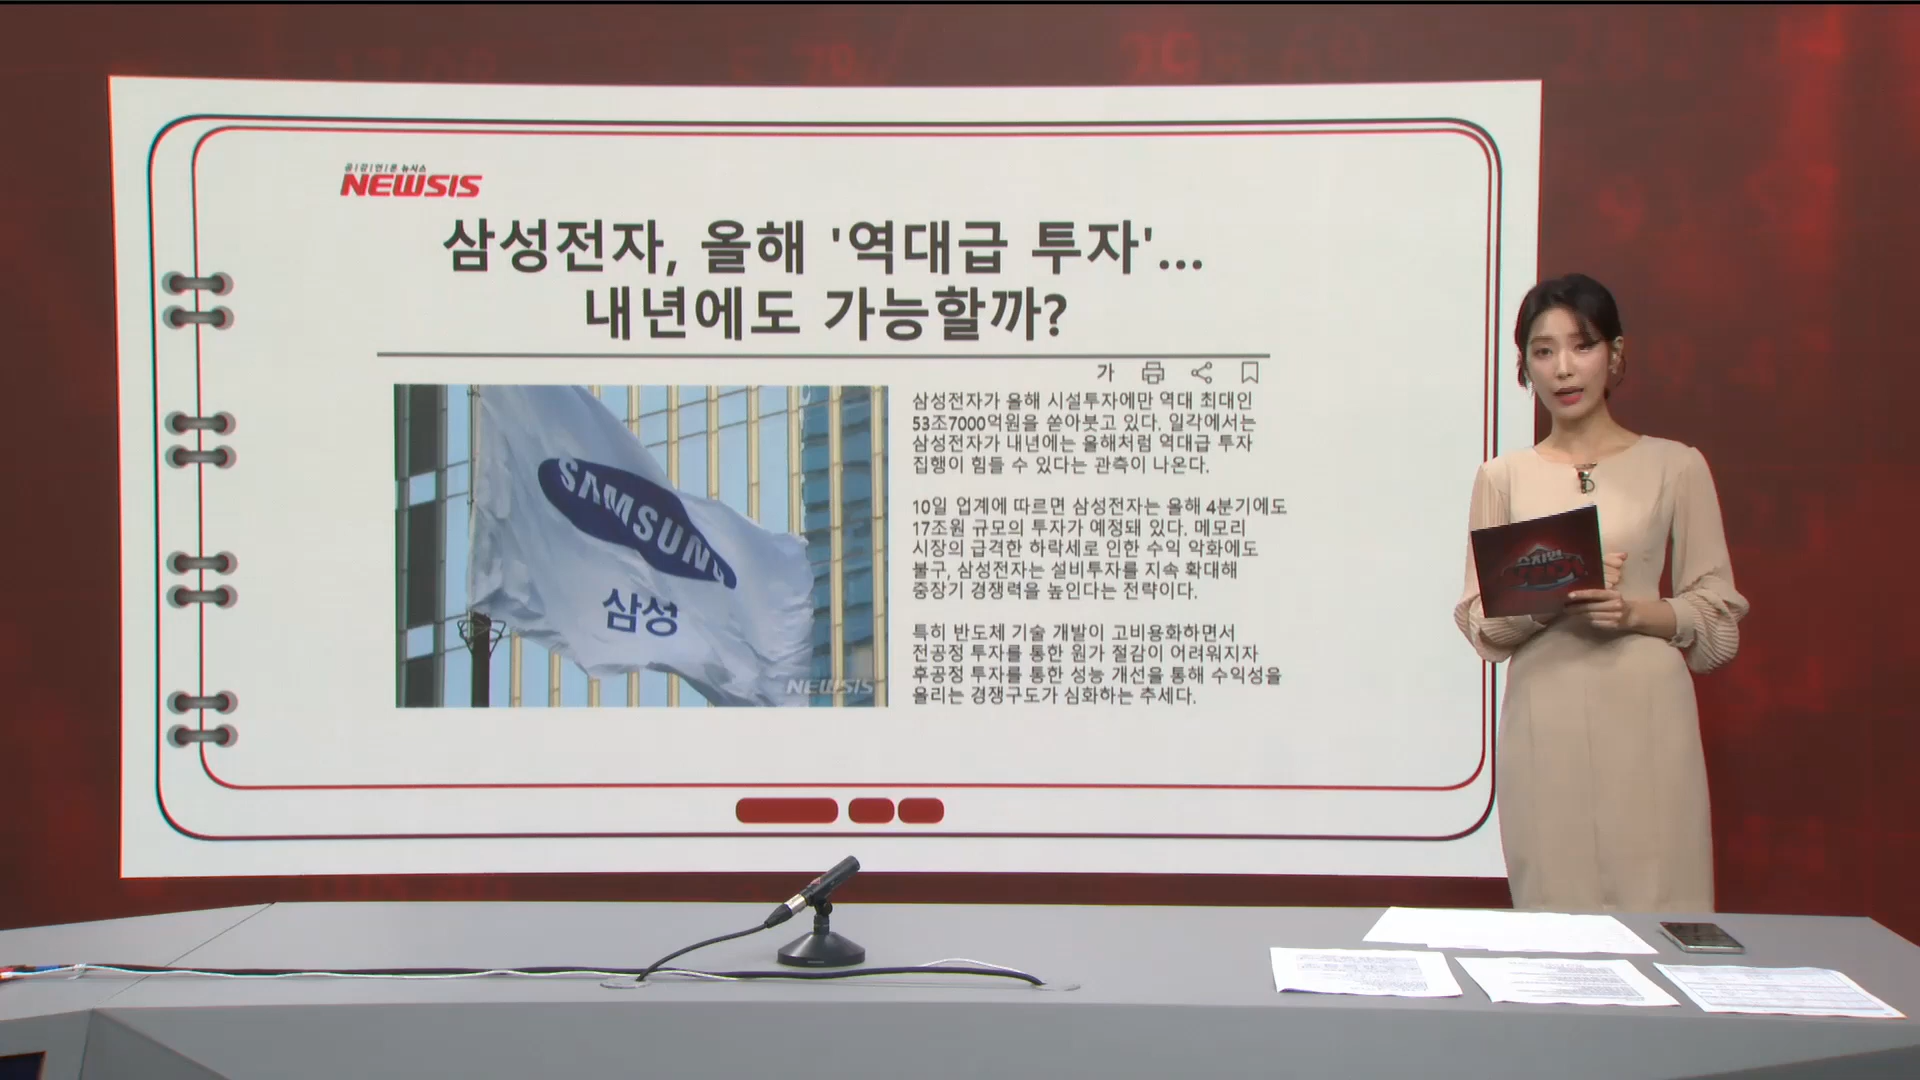 공|감|언|론 뉴시스
NEWSIS
삼성전자, 올해 '역대급 투자'...
내년에도 가능할까?
가
삼성전자가 올해 시설투자에만 역대 최대인
53조7000억원을 쏟아붓고 있다. 일각에서는
삼성전자가 내년에는 올해처럼 역대급 투자
집행이 힘들 수 있다는 관측이 나온다.
10일 업계에 따르면 삼성전자는 올해 4분기에도
17조원 규모의 투자가 예정돼 있다. 메모리
시장의 급격한 하락세로 인한 수익 악화에도
불구, 삼성전자는 설비투자를 지속 확대해
중장기 경쟁력을 높인다는 전략이다.
특히 반도체 기술 개발이 고비용화하면서
전공정 투자를 통한 원가 절감이 어려워지자
후공정 투자를 통한 성능 개선을 통해 수익성을
올리는 경쟁구도가 심화하는 추세다.
SAMSUNG
삼성
NEWSIS